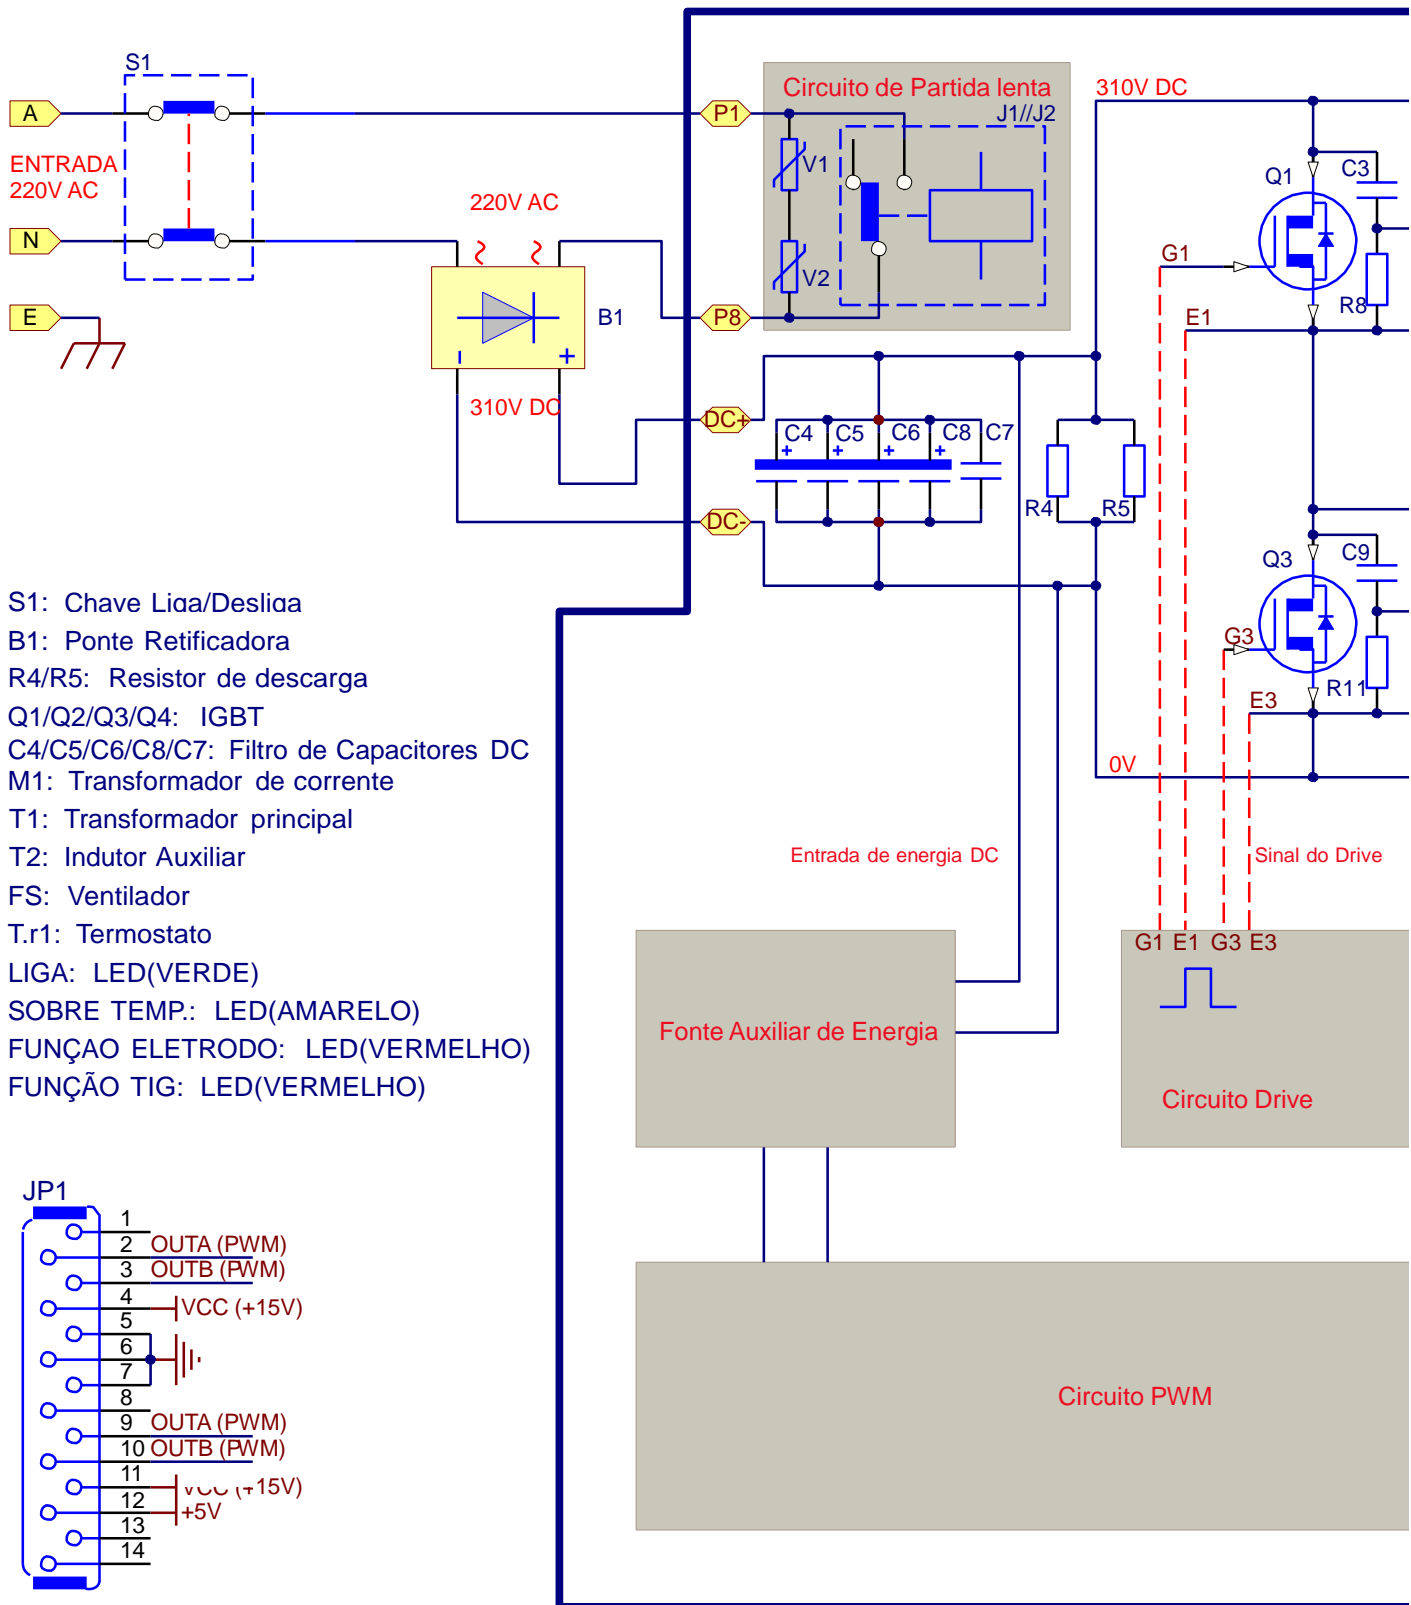 S1
A
ENTRADA
220V AC
N
E
220V AC
B1
- +
310V DC
P1
Circuito de Partida lenta
J1//J2
V1
V2
P8
DC+
DC-
C4 C5 C6 C8 C7
+ + + +
R4 R5
310V DC
Q1 C3
G1
R8
E1
Q3 C9
G3
R11
E3
0V
S1: Chave Liga/Desliga
B1: Ponte Retificadora
R4/R5: Resistor de descarga
Q1/Q2/Q3/Q4: IGBT
C4/C5/C6/C8/C7: Filtro de Capacitores DC
M1: Transformador de corrente
T1: Transformador principal
T2: Indutor Auxiliar
FS: Ventilador
T.r1: Termostato
LIGA: LED(VERDE)
SOBRE TEMP.: LED(AMARELO)
FUNÇAO ELETRODO: LED(VERMELHO)
FUNÇÃO TIG: LED(VERMELHO)
Entrada de energia DC
Sinal do Drive
G1 E1 G3 E3
Fonte Auxiliar de Energia
Circuito Drive
Circuito PWM
JP1
1
2 OUTA (PWM)
3 OUTB (PWM)
4 VCC (+15V)
5
6
7
8
9 OUTA (PWM)
10 OUTB (PWM)
11 VCC (+15V)
12 +5V
13
14